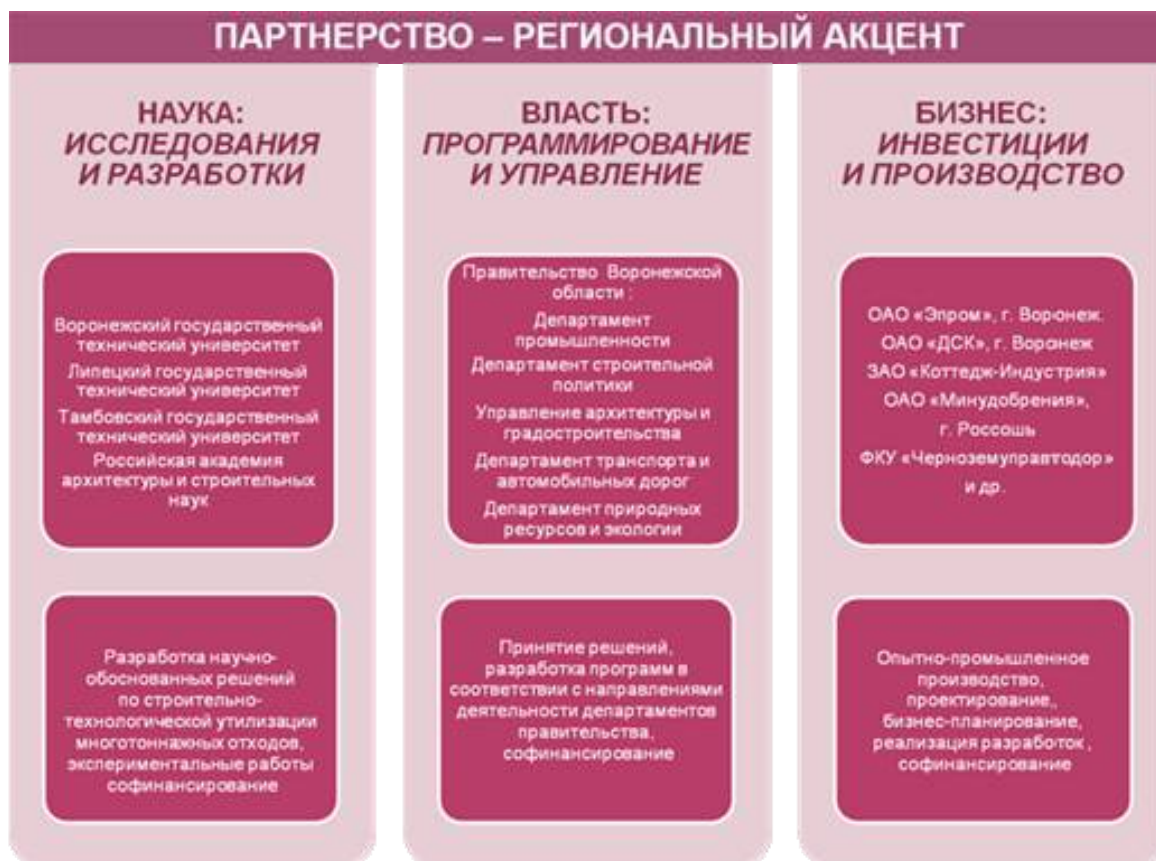 ПАРТНЕРСТВО – РЕГИОНАЛЬНЫЙ АКЦЕНТ
НАУКА:
ИССЛЕДОВАНИЯ
И РАЗРАБОТКИ
Воронежский государственный
технический университет
Липецкий государственный
технический университет
Тамбовский государственный
технический университет
Российская академия
архитектуры и строительных
наук
Разработка научно-
обоснованных решений
по строительно-
технологической утилизации
многотоннажных отходов,
экспериментальные работы
софинансирование
ВЛАСТЬ:
ПРОГРАММИРОВАНИЕ
И УПРАВЛЕНИЕ
Правительство Воронежской
области :
Департамент
промышленности
Департамент строительной
политики
Управление архитектуры и
градостроительства
Департамент транспорта и
автомобильных дорог
Департамент природных
ресурсов и экологии
Принятие решений,
разработка программ в
соответствии с направлениями
деятельности департаментов
правительства,
софинансирование
БИЗНЕС:
ИНВЕСТИЦИИ
И ПРОИЗВОДСТВО
ОАО «Эпром», г. Воронеж.
ОАО «ДСК», г. Воронеж
ЗАО «Коттедж-Индустрия»
ОАО «Минудобрения»,
г. Россошь
ФКУ «Черноземуправтодор»
и др.
Опытно-промышленное
производство,
проектирование,
бизнес-планирование,
реализация разработок,
софинансирование